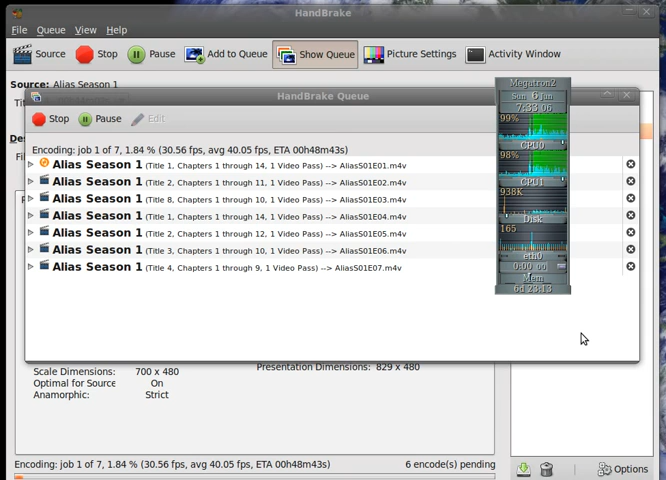 HandBrake
File Queue View Help
Source Stop Pause Add to Queue Show Queue Picture Settings Activity Window
Source: Alias Season 1
HandBrake Queue
Stop Pause Edit
Encoding: job 1 of 7, 1.84 % (30.56 fps, avg 40.05 fps, ETA 00h48m43s)
Alias Season 1 (Title 1, Chapters 1 through 14, 1 Video Pass) --> AliasS01E01.m4v
Alias Season 1 (Title 2, Chapters 1 through 11, 1 Video Pass) --> AliasS01E02.m4v
Alias Season 1 (Title 8, Chapters 1 through 10, 1 Video Pass) --> AliasS01E03.m4v
Alias Season 1 (Title 1, Chapters 1 through 14, 1 Video Pass) --> AliasS01E04.m4v
Alias Season 1 (Title 2, Chapters 1 through 12, 1 Video Pass) --> AliasS01E05.m4v
Alias Season 1 (Title 3, Chapters 1 through 10, 1 Video Pass) --> AliasS01E06.m4v
Alias Season 1 (Title 4, Chapters 1 through 9, 1 Video Pass) --> AliasS01E07.m4v
Megatron2
Sun 6 Jan
7:33 06
99%
CPU0
98%
CPU1
938K
Disk
165
eth0
0:00 00
Mem
6d 23:13
Scale Dimensions: 700 x 480
Presentation Dimensions: 829 x 480
Optimal for Source On
Anamorphic: Strict
Encoding: job 1 of 7, 1.84 % (30.56 fps, avg 40.05 fps, ETA 00h48m43s) 6 encode(s) pending
Options